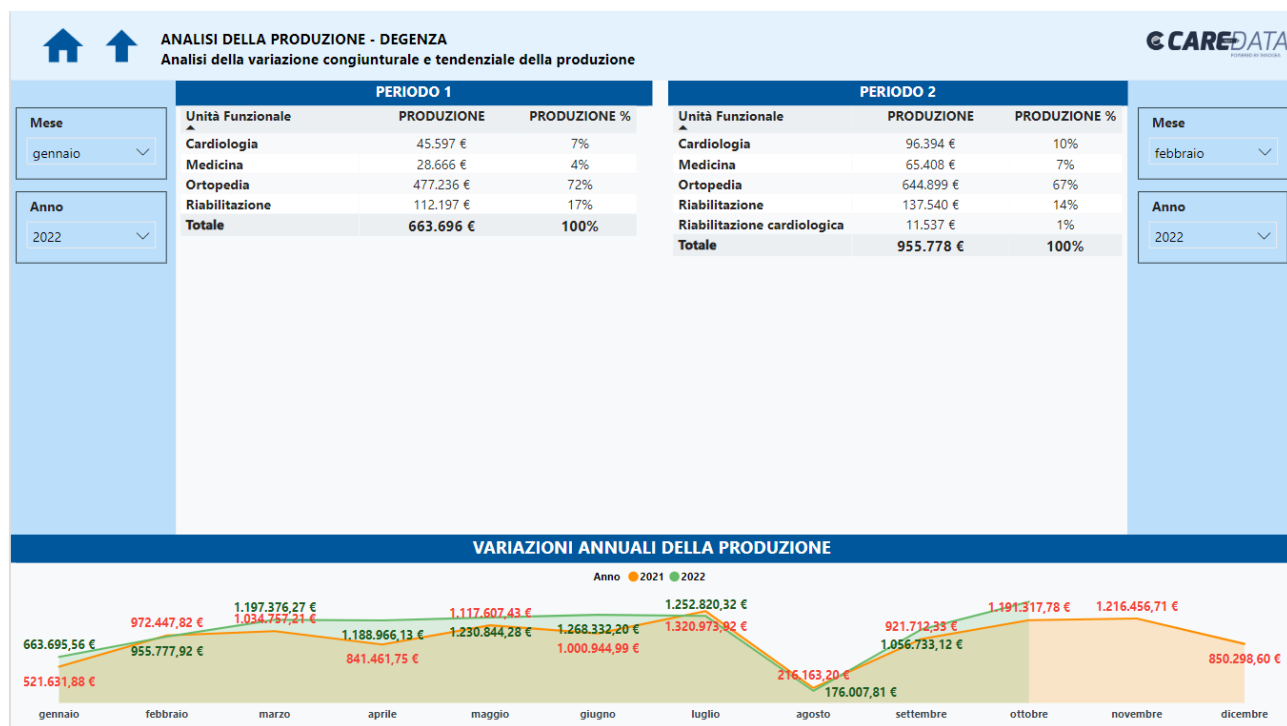 ANALISI DELLA PRODUZIONE - DEGENZA
Analisi della variazione congiunturale e tendenziale della produzione
CAREDATA
PERIODO 1
Unità Funzionale PRODUZIONE PRODUZIONE %
Cardiologia 45.597 € 7%
Medicina 28.666 € 4%
Ortopedia 477.236 € 72%
Riabilitazione 112.197 € 17%
Totale 663.696 € 100%
PERIODO 2
Unità Funzionale PRODUZIONE PRODUZIONE %
Cardiologia 96.394 € 10%
Medicina 65.408 € 7%
Ortopedia 644.899 € 67%
Riabilitazione 137.540 € 14%
Riabilitazione cardiologica 11.537 € 1%
Totale 955.778 € 100%
Mese
gennaio
Anno
2022
Mese
febbraio
Anno
2022
VARIAZIONI ANNUALI DELLA PRODUZIONE
Anno 2021 2022
663.695,56 €
521.631,88 €
972.447,82 €
955.777,92 €
1.197.376,27 €
1.034.757,21 €
1.188.966,13 €
841.461,75 €
1.117.607,43 €
1.230.844,28 €
1.268.332,20 €
1.000.944,99 €
1.252.820,32 €
1.320.973,92 €
216.163,20 €
176.007,81 €
921.712,33 €
1.056.733,12 €
1.191.317,78 €
1.216.456,71 €
850.298,60 €
gennaio febbraio marzo aprile maggio giugno luglio agosto settembre ottobre novembre dicembre